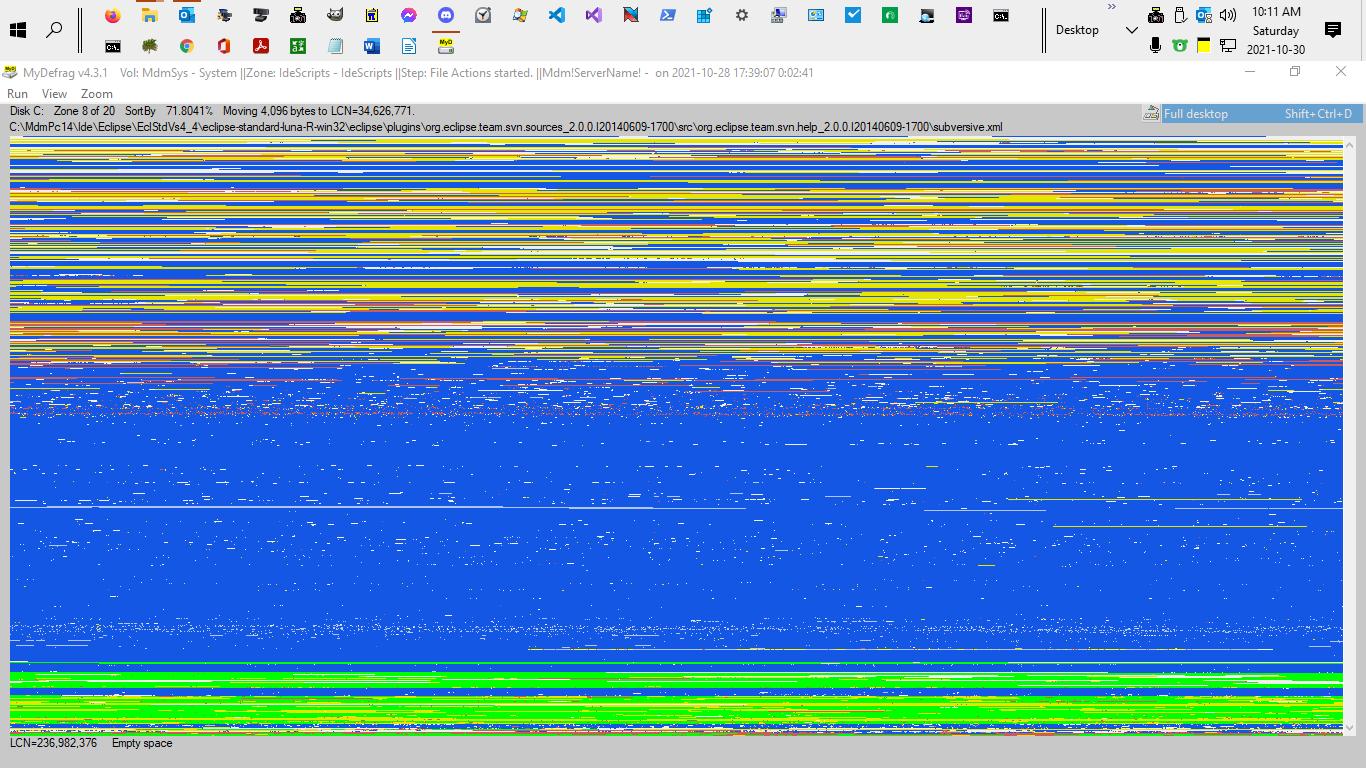 10:11 AM
Desktop
Saturday
2021-10-30
MyDefrag v4.3.1 Vol: MdmSys - System ||Zone: IdeScripts - IdeScripts ||Step: File Actions started. ||Mdm!ServerName! - on 2021-10-28 17:39:07 0:02:41
Run View Zoom
Disk C: Zone 8 of 20 SortBy 71.8041% Moving 4,096 bytes to LCN=34,626,771.
Full desktop Shift+Ctrl+D
C:\MdmPc14\Ide\Eclipse\EclStdVs4_4\eclipse-standard-luna-R-win32\eclipse\plugins\org.eclipse.team.svn.sources_2.0.0.I20140609-1700\src\org.eclipse.team.svn.help_2.0.0.I20140609-1700\subversive.xml
LCN=236,982,376 Empty space